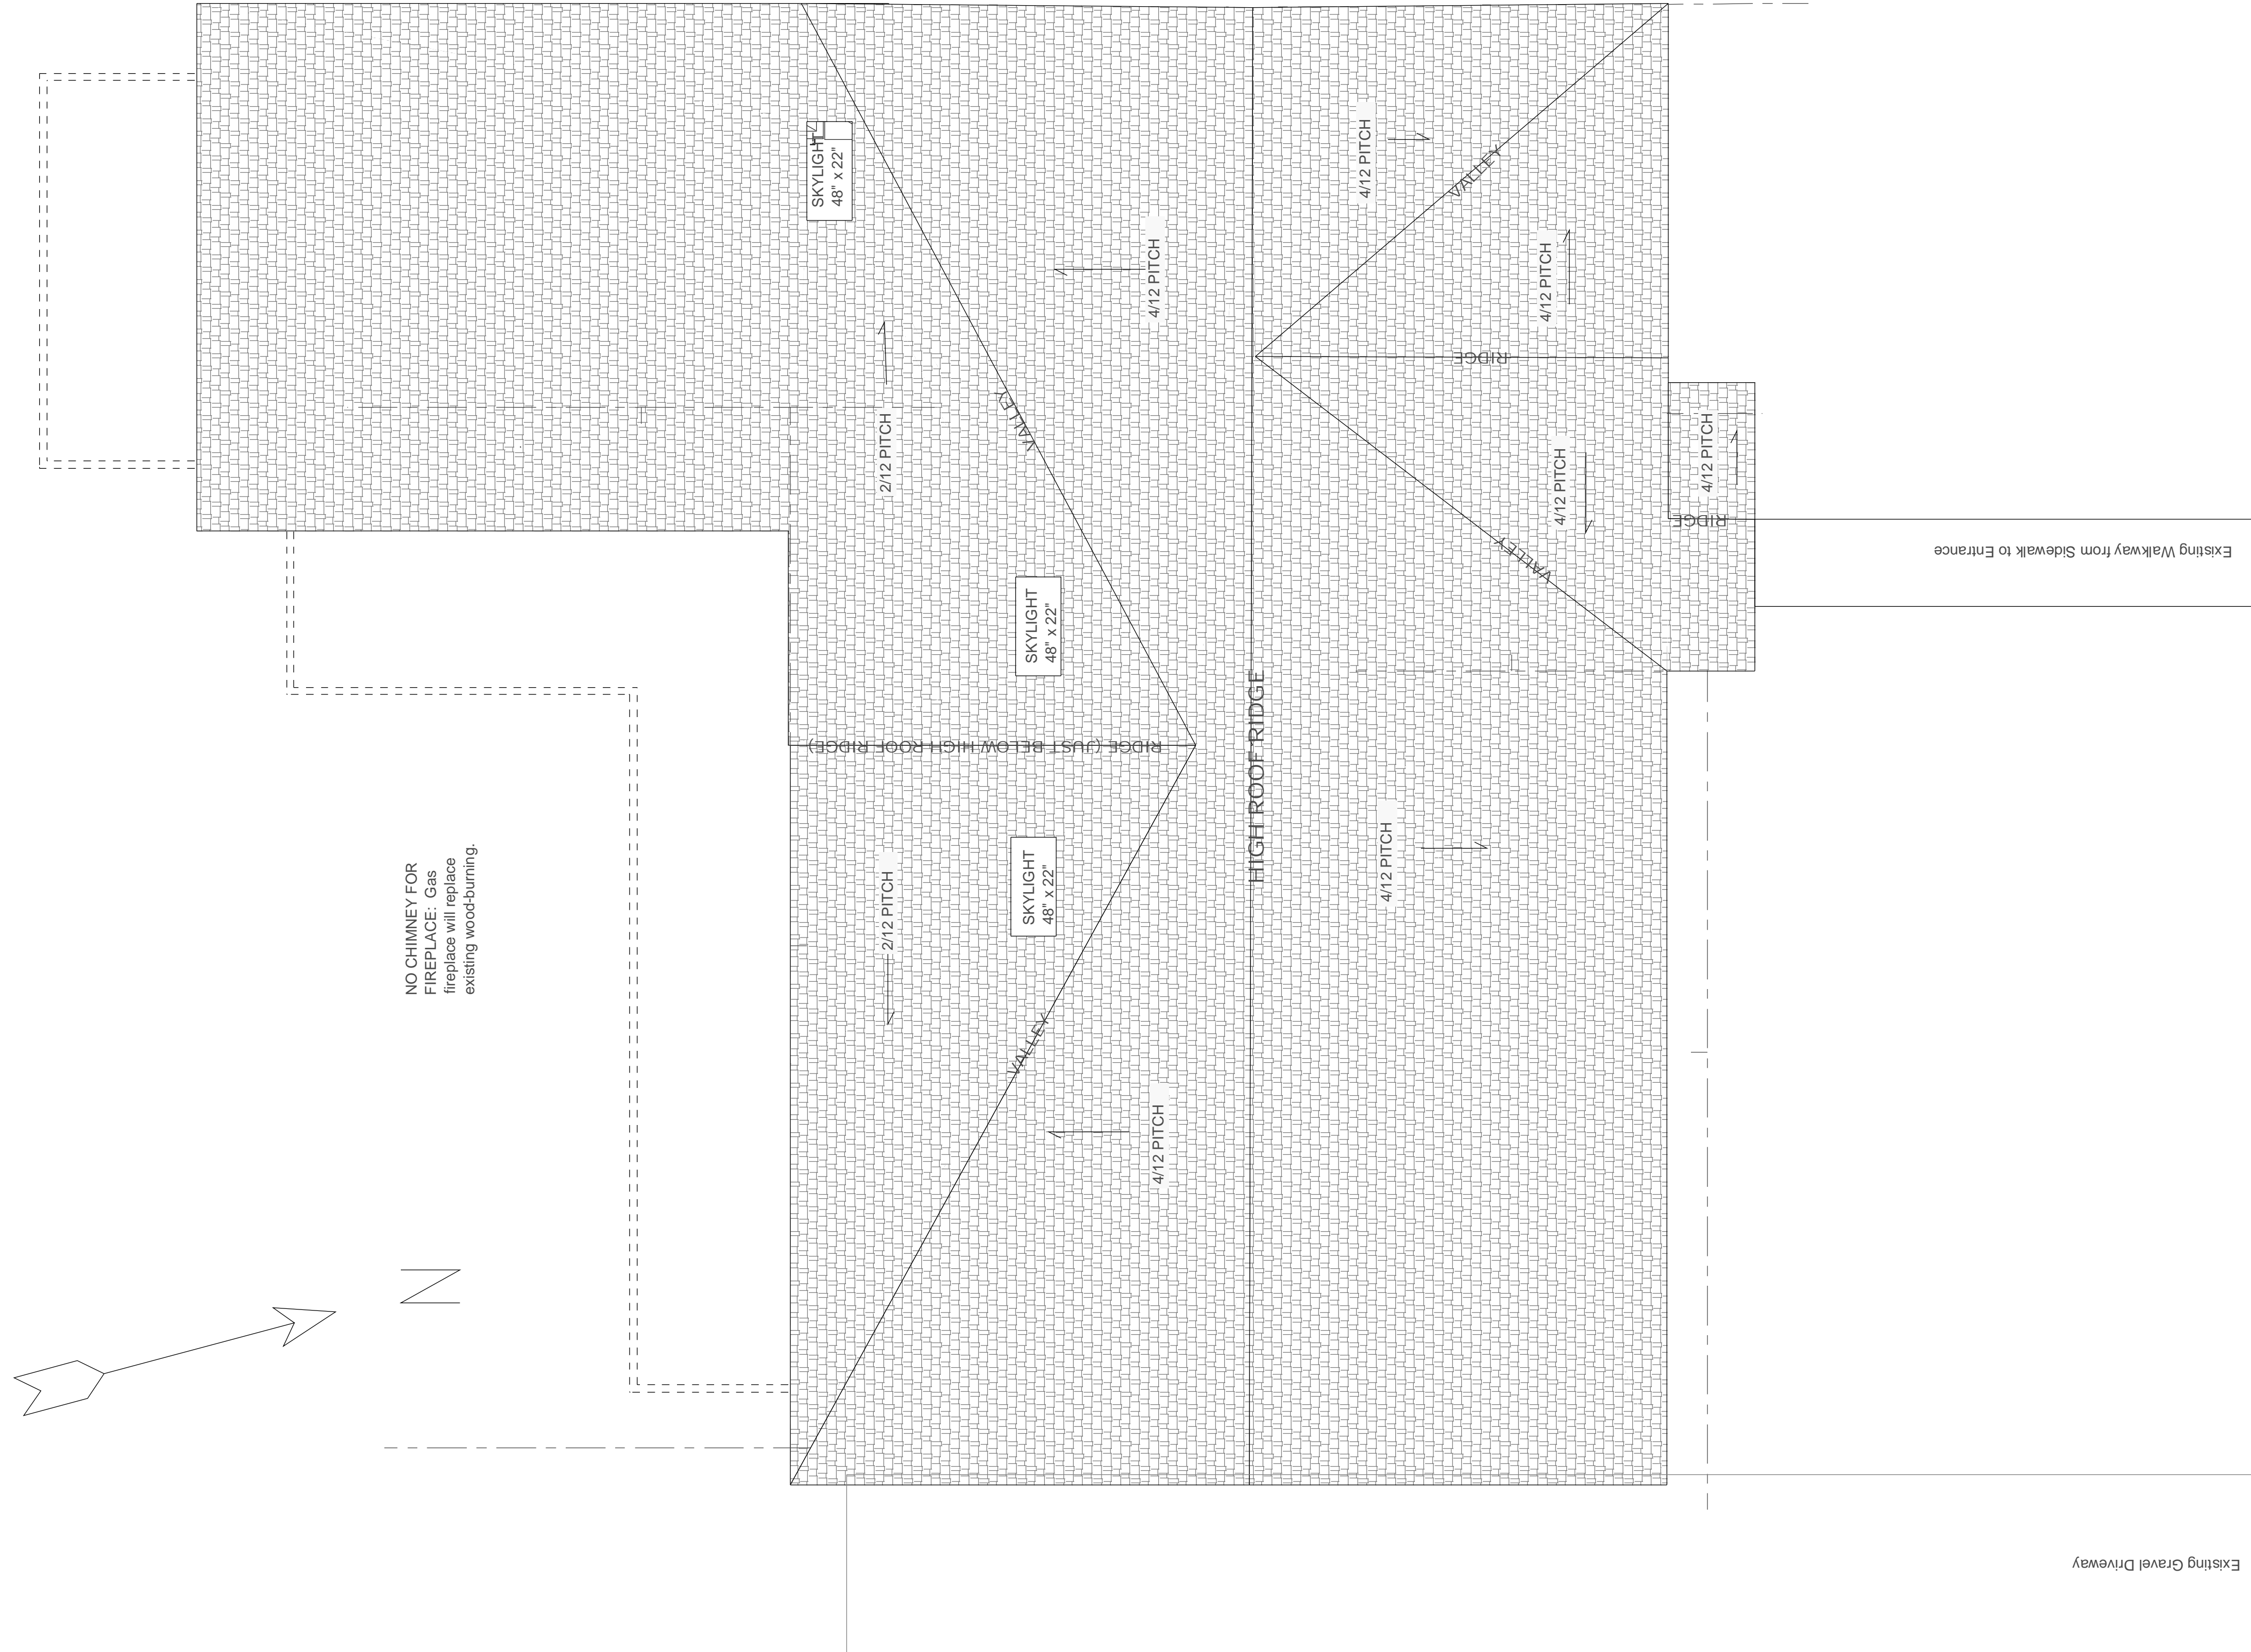 SKYLIGHT
48" x 22"
4/12 PITCH
VALLEY
4/12 PITCH
4/12 PITCH
RIDGE
2/12 PITCH
VALLEY
4/12 PITCH
VALLEY
4/12 PITCH
RIDGE
Existing Walkway from Sidewalk to Entrance
SKYLIGHT
48" x 22"
HIGH ROOF RIDGE
RIDGE (JUST BELOW HIGH ROOF RIDGE)
NO CHIMNEY FOR
FIREPLACE: Gas
fireplace will replace
existing wood-burning.
2/12 PITCH
SKYLIGHT
48" x 22"
4/12 PITCH
VALLEY
4/12 PITCH
N
Existing Gravel Driveway